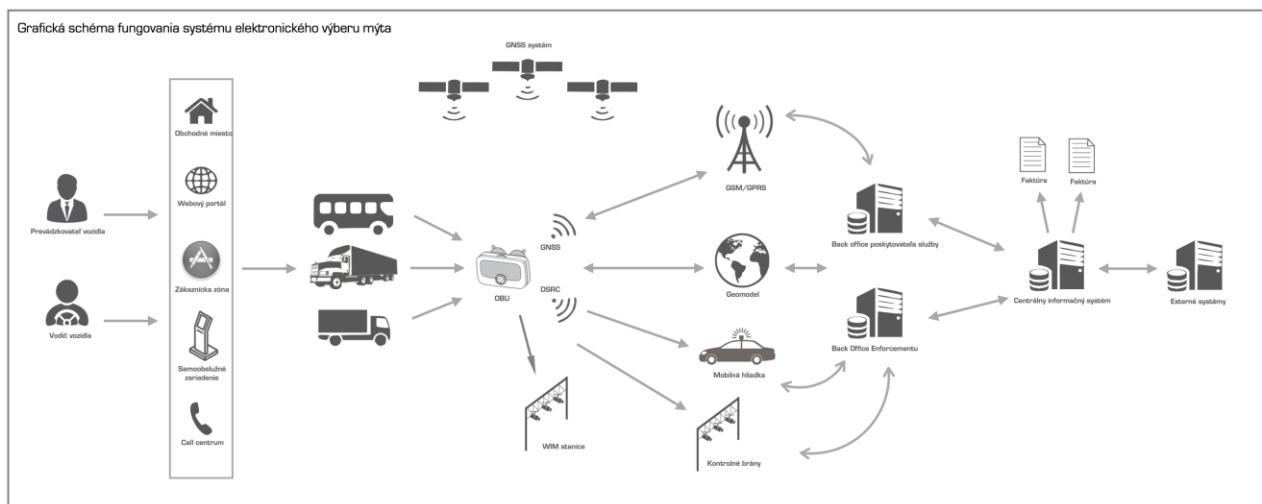 Grafická schéma fungovania systému elektronického výberu mýta
GNSS systém
Obchodné miesto
Webový portál
Zákaznícka zóna
Samoobslužné
zariadenie
Call centrum
Prevádzkovateľ vozidla
Vodič vozidla
OBU
GNSS
DSRC
WIM stanice
GSM/GPRS
Geomodel
Mobilná hliadka
Kontrolné brány
Back office poskytovateľa služby
Back Office Enforcementu
Faktúra
Faktúra
Centrálny informačný systém
Externé systémy